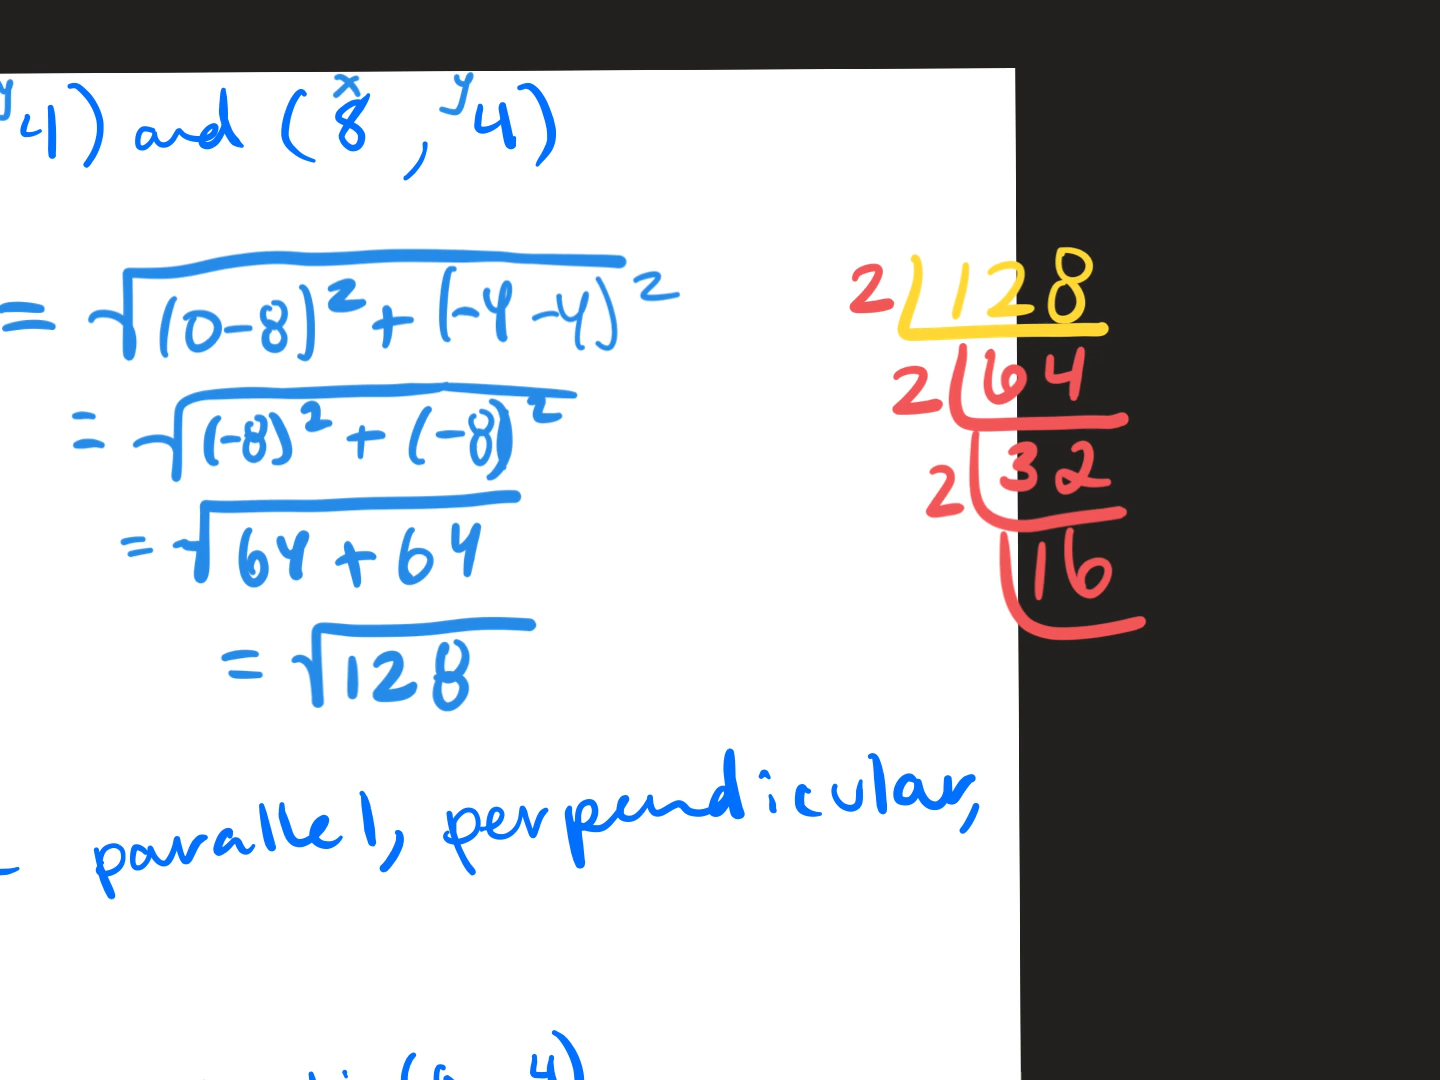 x y
y4) and (8, 4)
= √(0-8)² + (-4-4)²
= √(-8)² + (-8)²
= √64 + 64
= √128
2 128
2 64
2 32
16
parallel, perpendicular,